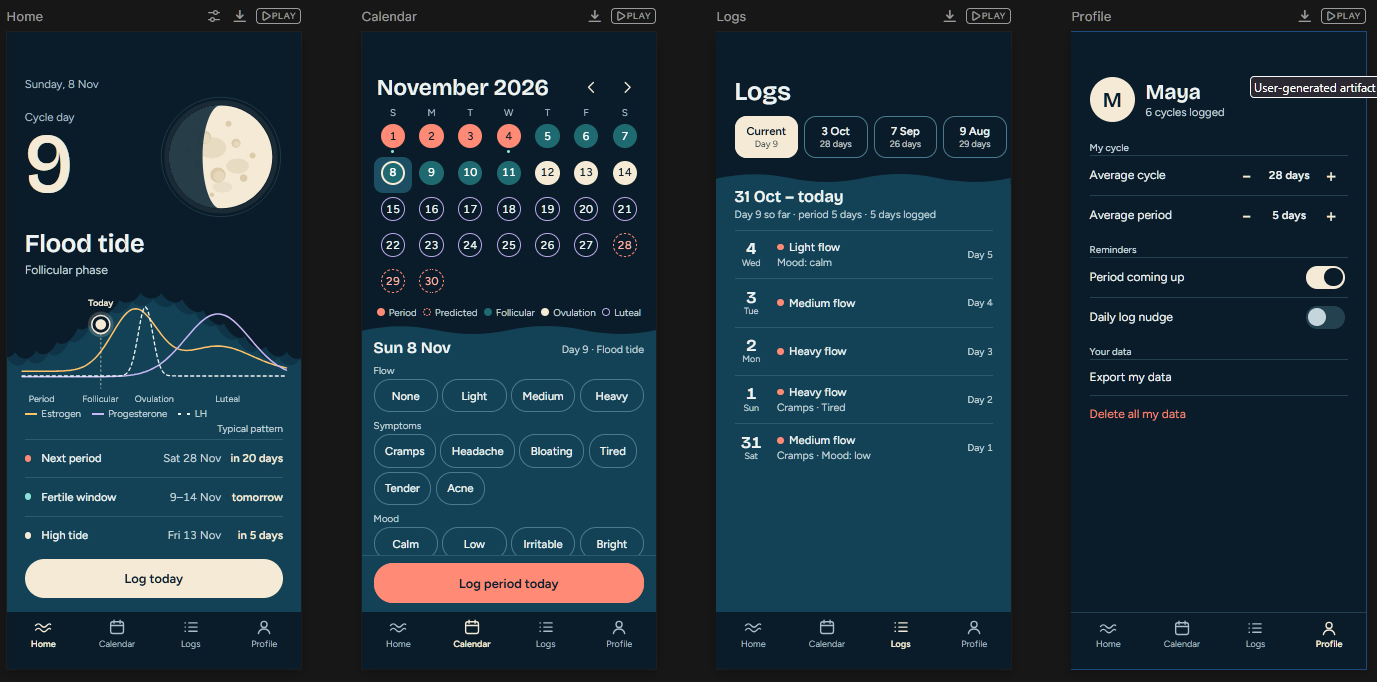 Home
PLAY
Sunday, 8 Nov
Cycle day
9
Flood tide
Follicular phase
Today
Period Follicular Ovulation Luteal
Estrogen Progesterone LH
Typical pattern
Next period Sat 28 Nov in 20 days
Fertile window 9–14 Nov tomorrow
High tide Fri 13 Nov in 5 days
Log today
Home Calendar Logs Profile
Calendar
PLAY
November 2026
S M T W T F S
1 2 3 4 5 6 7
8 9 10 11 12 13 14
15 16 17 18 19 20 21
22 23 24 25 26 27 28
29 30
Period Predicted Follicular Ovulation Luteal
Sun 8 Nov Day 9 · Flood tide
Flow
None Light Medium Heavy
Symptoms
Cramps Headache Bloating Tired
Tender Acne
Mood
Calm Low Irritable Bright
Log period today
Home Calendar Logs Profile
Logs
PLAY
Logs
Current 3 Oct 7 Sep 9 Aug
Day 9 28 days 26 days 29 days
31 Oct – today
Day 9 so far · period 5 days · 5 days logged
4 Wed Light flow Day 5
Mood: calm
3 Tue Medium flow Day 4
2 Mon Heavy flow Day 3
1 Sun Heavy flow Day 2
Cramps · Tired
31 Sat Medium flow Day 1
Cramps · Mood: low
Home Calendar Logs Profile
Profile
PLAY
User-generated artifact
M
Maya
6 cycles logged
My cycle
Average cycle – 28 days +
Average period – 5 days +
Reminders
Period coming up
Daily log nudge
Your data
Export my data
Delete all my data
Home Calendar Logs Profile